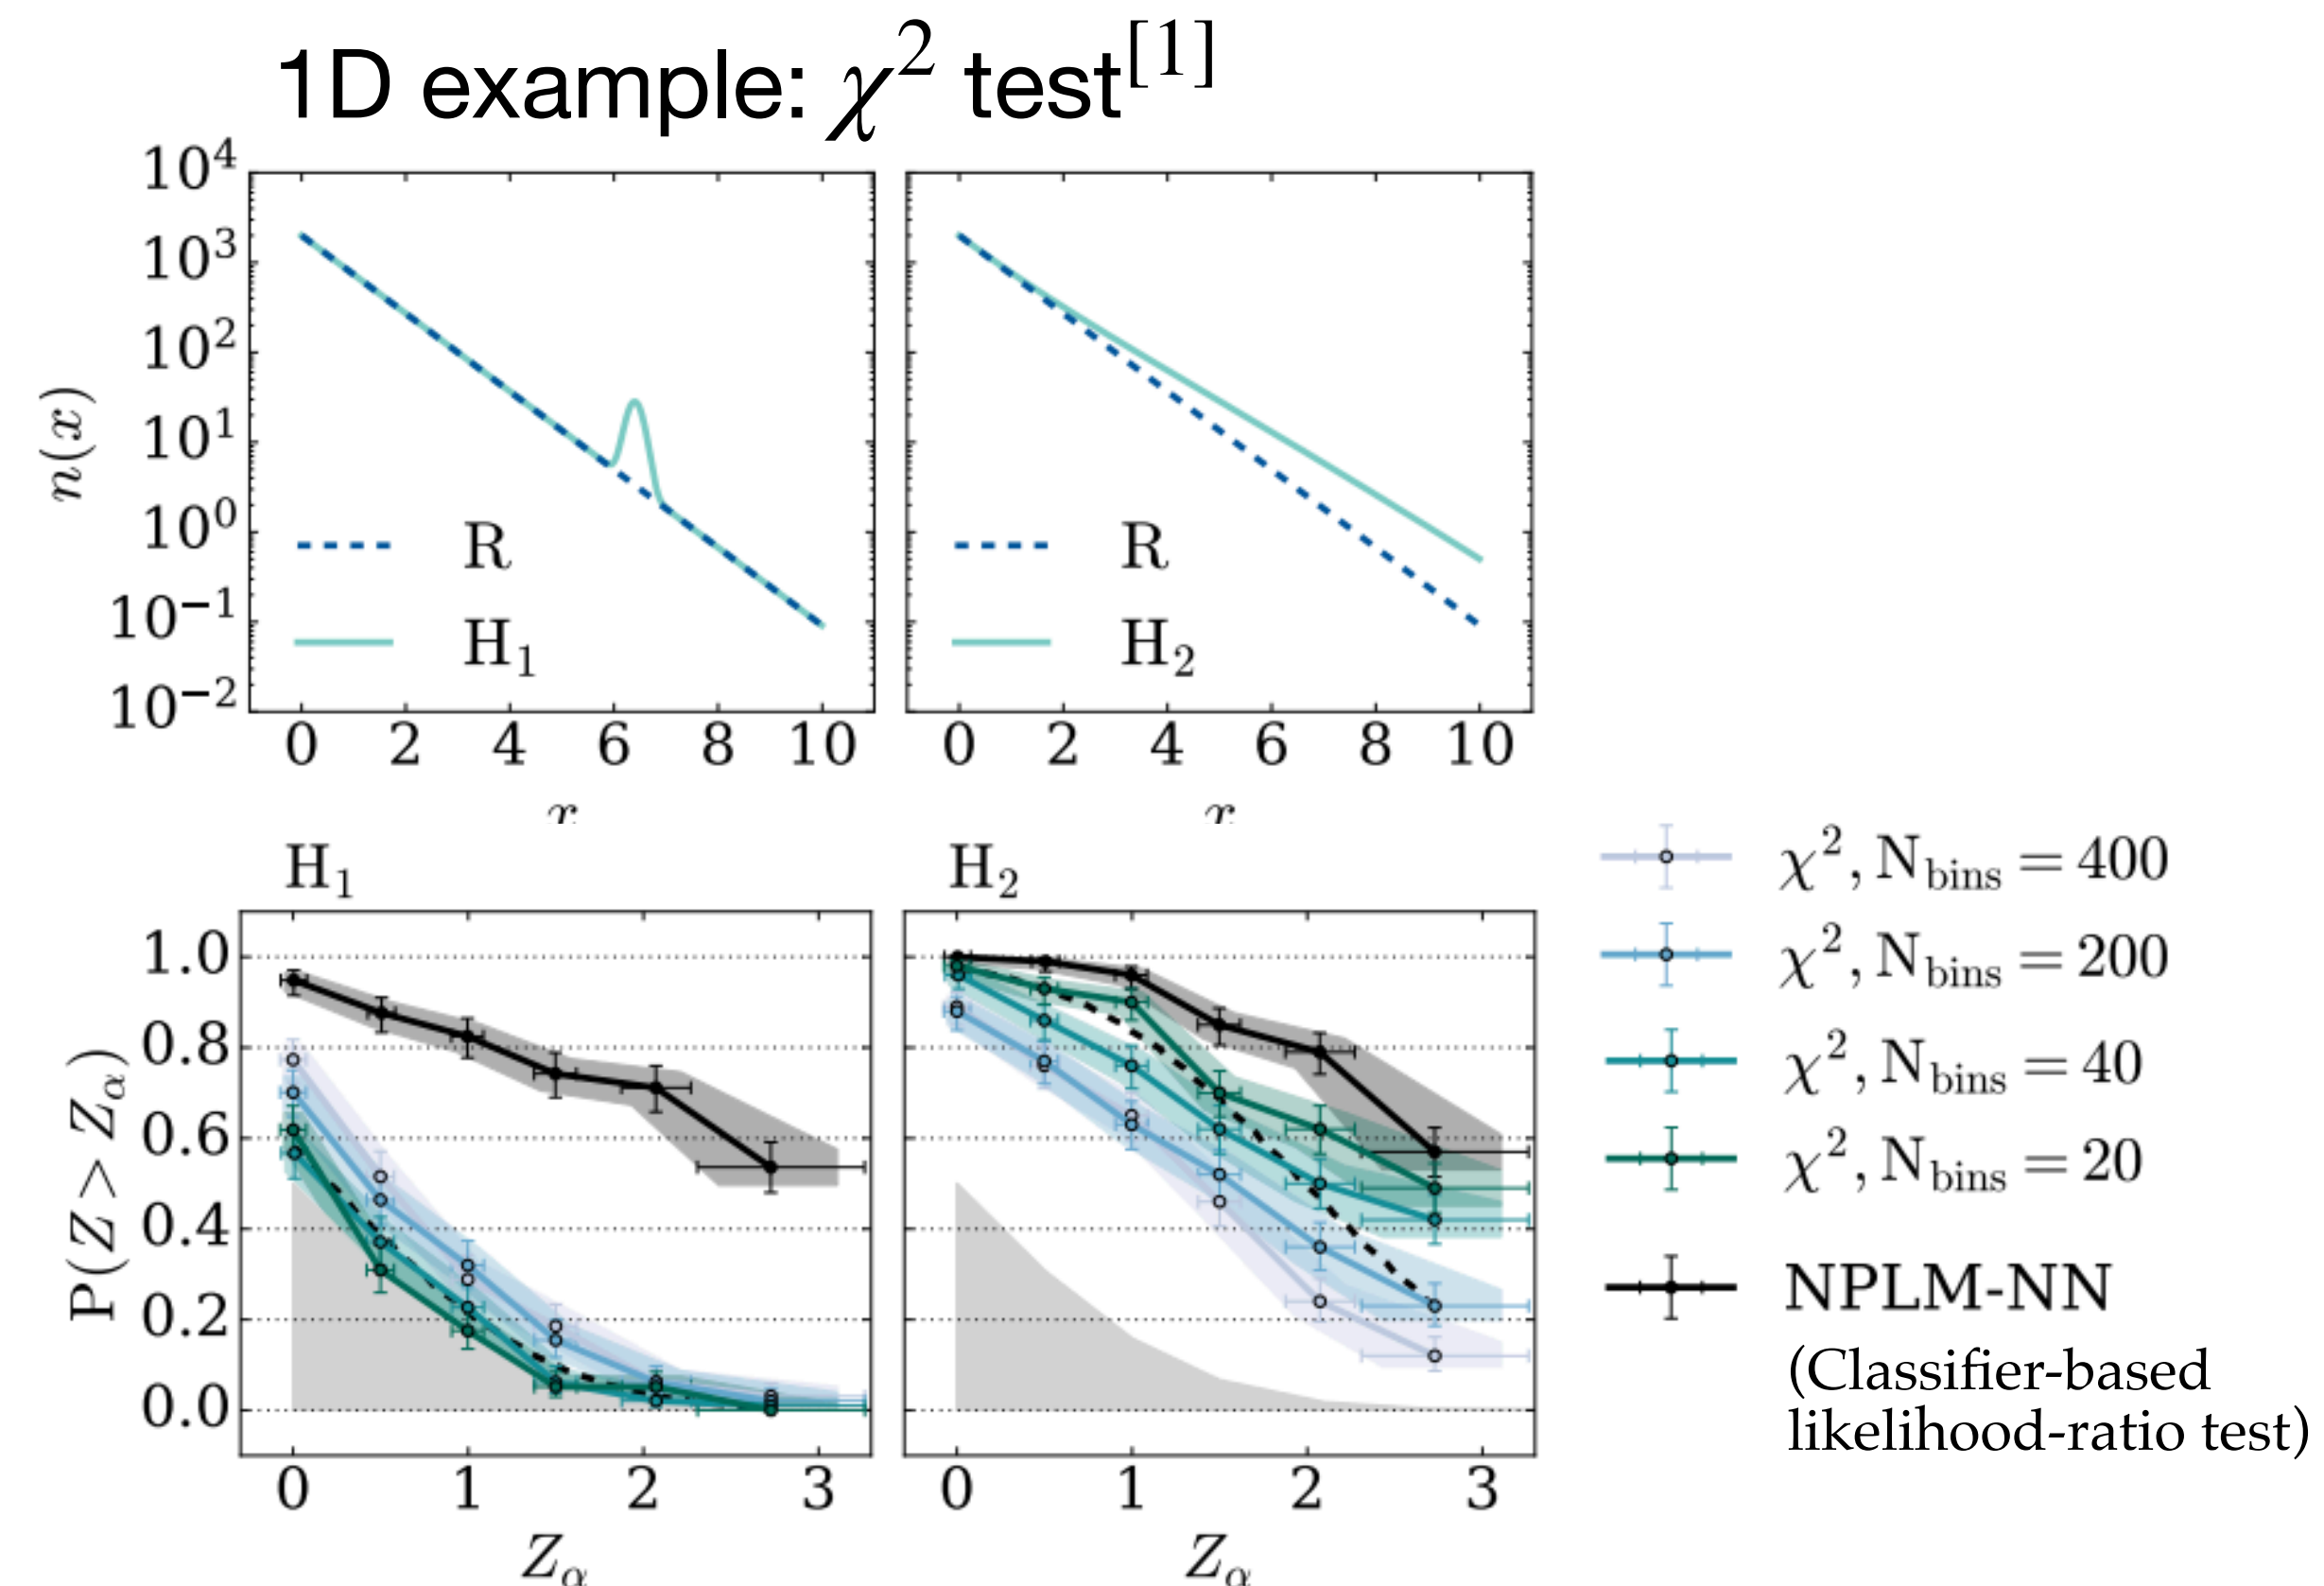 1D example: χ² test[1]
10⁴
10³
10²
10¹
10⁰
10⁻¹
10⁻²
n(x)
R
H₁
R
H₂
0 2 4 6 8 10
0 2 4 6 8 10
x
x
H₁
H₂
1.0
0.8
0.6
0.4
0.2
0.0
P(Z > Zα)
0 1 2 3
0 1 2 3
Zα
Zα
χ², N_bins = 400
χ², N_bins = 200
χ², N_bins = 40
χ², N_bins = 20
NPLM-NN
(Classifier-based
likelihood-ratio test)